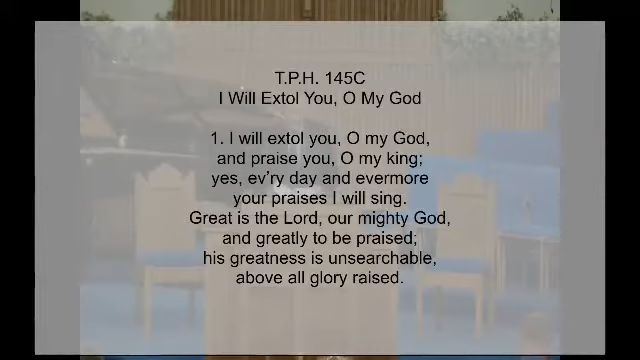 T.P.H. 145C
I Will Extol You, O My God
1. I will extol you, O my God,
and praise you, O my king;
yes, ev'ry day and evermore
your praises I will sing.
Great is the Lord, our mighty God,
and greatly to be praised;
his greatness is unsearchable,
above all glory raised.